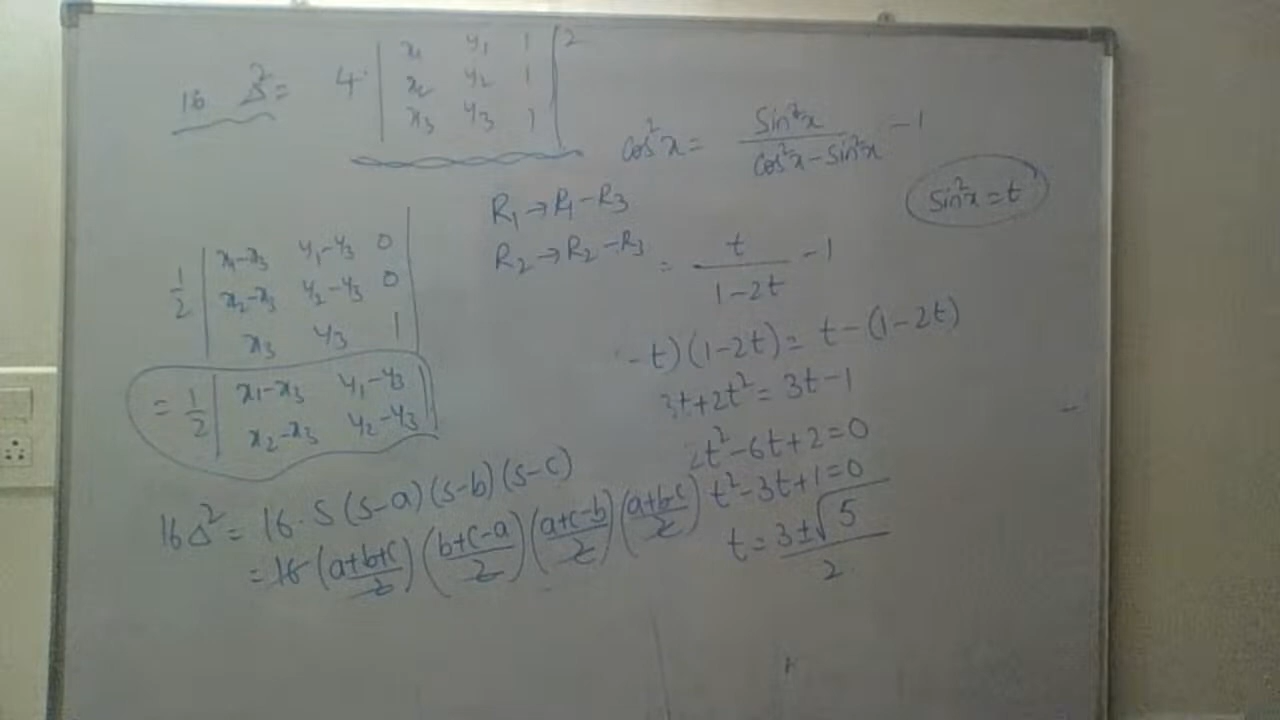 16 Δ² = 4 · | x₁ y₁ 1 |²
| x₂ y₂ 1 |
| x₃ y₃ 1 |
R₁ → R₁ - R₃
R₂ → R₂ - R₃
1/2 | x₁-x₃ y₁-y₃ 0 |
| x₂-x₃ y₂-y₃ 0 |
| x₃ y₃ 1 |
= 1/2 | x₁-x₃ y₁-y₃ |
| x₂-x₃ y₂-y₃ |
16Δ² = 16 · S (S-a) (S-b) (S-c)
= 16 (a+b+c/2) (b+c-a/2) (a+c-b/2) (a+b-c/2)
cos²x = sin²x / cos²x - sin²x - 1
sin²x = t
= t / 1-2t - 1
- t) (1-2t) = t - (1-2t)
3t + 2t² = 3t - 1
2t² - 6t + 2 = 0
t² - 3t + 1 = 0
t = 3 ± √5 / 2